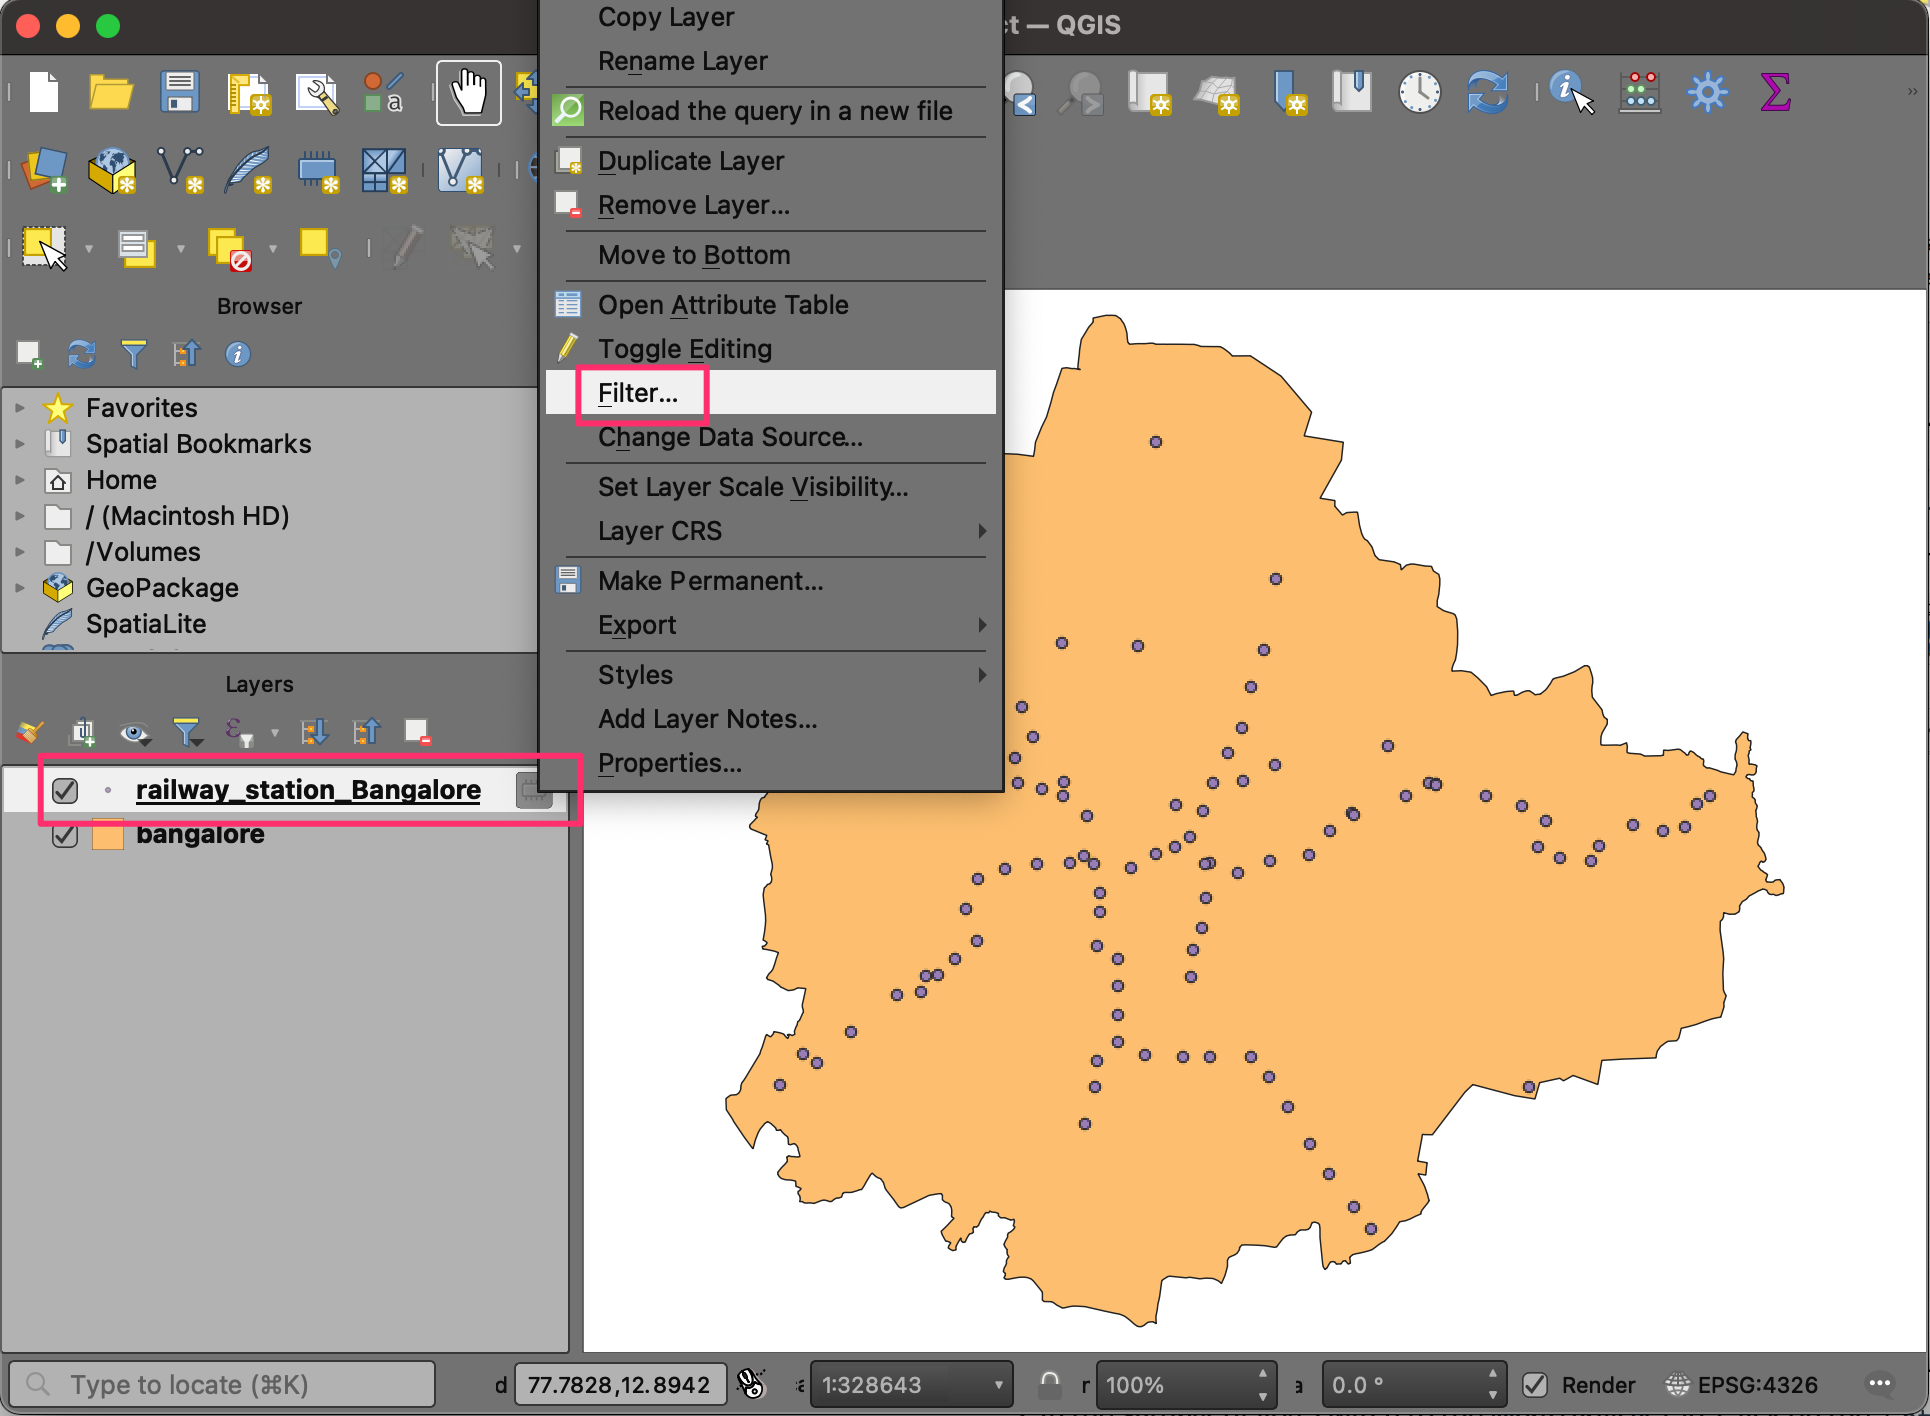 ct — QGIS
Copy Layer
Rename Layer
Reload the query in a new file
Duplicate Layer
Remove Layer...
Move to Bottom
Open Attribute Table
Toggle Editing
Filter...
Change Data Source...
Set Layer Scale Visibility...
Layer CRS
Make Permanent...
Export
Styles
Add Layer Notes...
Properties...
Browser
Favorites
Spatial Bookmarks
Home
/ (Macintosh HD)
/Volumes
GeoPackage
SpatiaLite
Layers
railway_station_Bangalore
bangalore
Type to locate (⌘K) d 77.7828,12.8942 1:328643 r 100% a 0.0 ° Render EPSG:4326